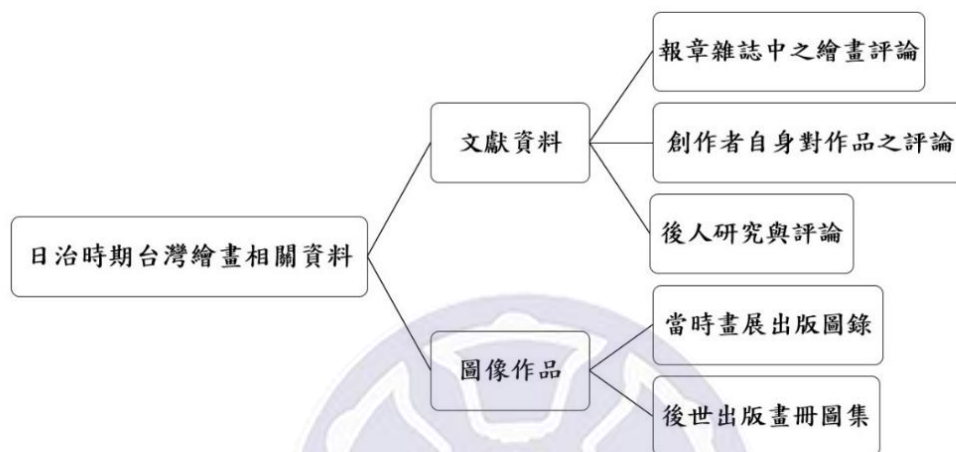 日治時期台灣繪畫相關資料
文獻資料
報章雜誌中之繪畫評論
創作者自身對作品之評論
後人研究與評論
圖像作品
當時畫展出版圖錄
後世出版畫冊圖集